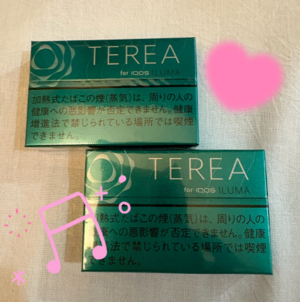 TEREA
for IQOS ILUMA
加熱式たばこの煙(蒸気)は、周りの人の
健康への悪影響が否定できません。健康
増進法で禁じられている場所では喫煙
できません。
TEREA
for IQOS ILUMA
熱式たばこの煙(蒸気)は、周りの人の
康への悪影響が否定できません。健康
法で禁じられている場所では喫煙
ません。